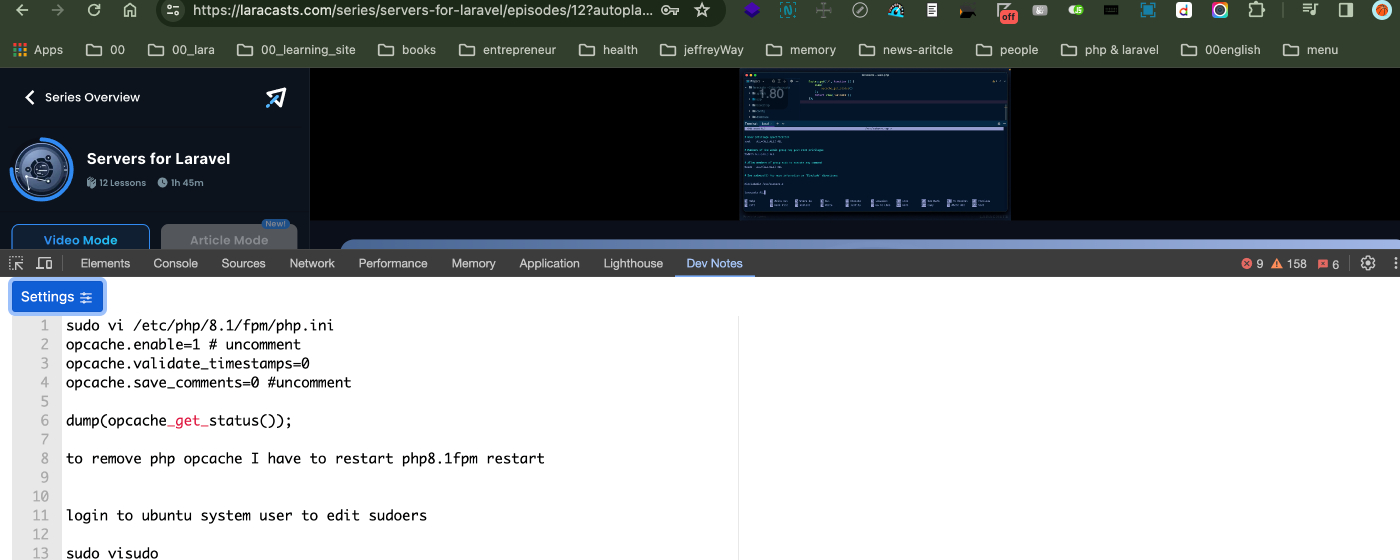 https://laracasts.com/series/servers-for-laravel/episodes/12?autopla...
off
Apps
00
00_lara
00_learning_site
books
entrepreneur
health
jeffreyWay
memory
news-aritcle
people
php & laravel
00english
menu
Series Overview
1.80
Servers for Laravel
12 Lessons
1h 45m
New!
Video Mode
Article Mode
Elements
Console
Sources
Network
Performance
Memory
Application
Lighthouse
Dev Notes
9
158
6
Settings
1 sudo vi /etc/php/8.1/fpm/php.ini
2 opcache.enable=1 # uncomment
3 opcache.validate_timestamps=0
4 opcache.save_comments=0 #uncomment
5
6 dump(opcache_get_status());
7
8 to remove php opcache I have to restart php8.1fpm restart
9
10
11 login to ubuntu system user to edit sudoers
12
13 sudo visudo